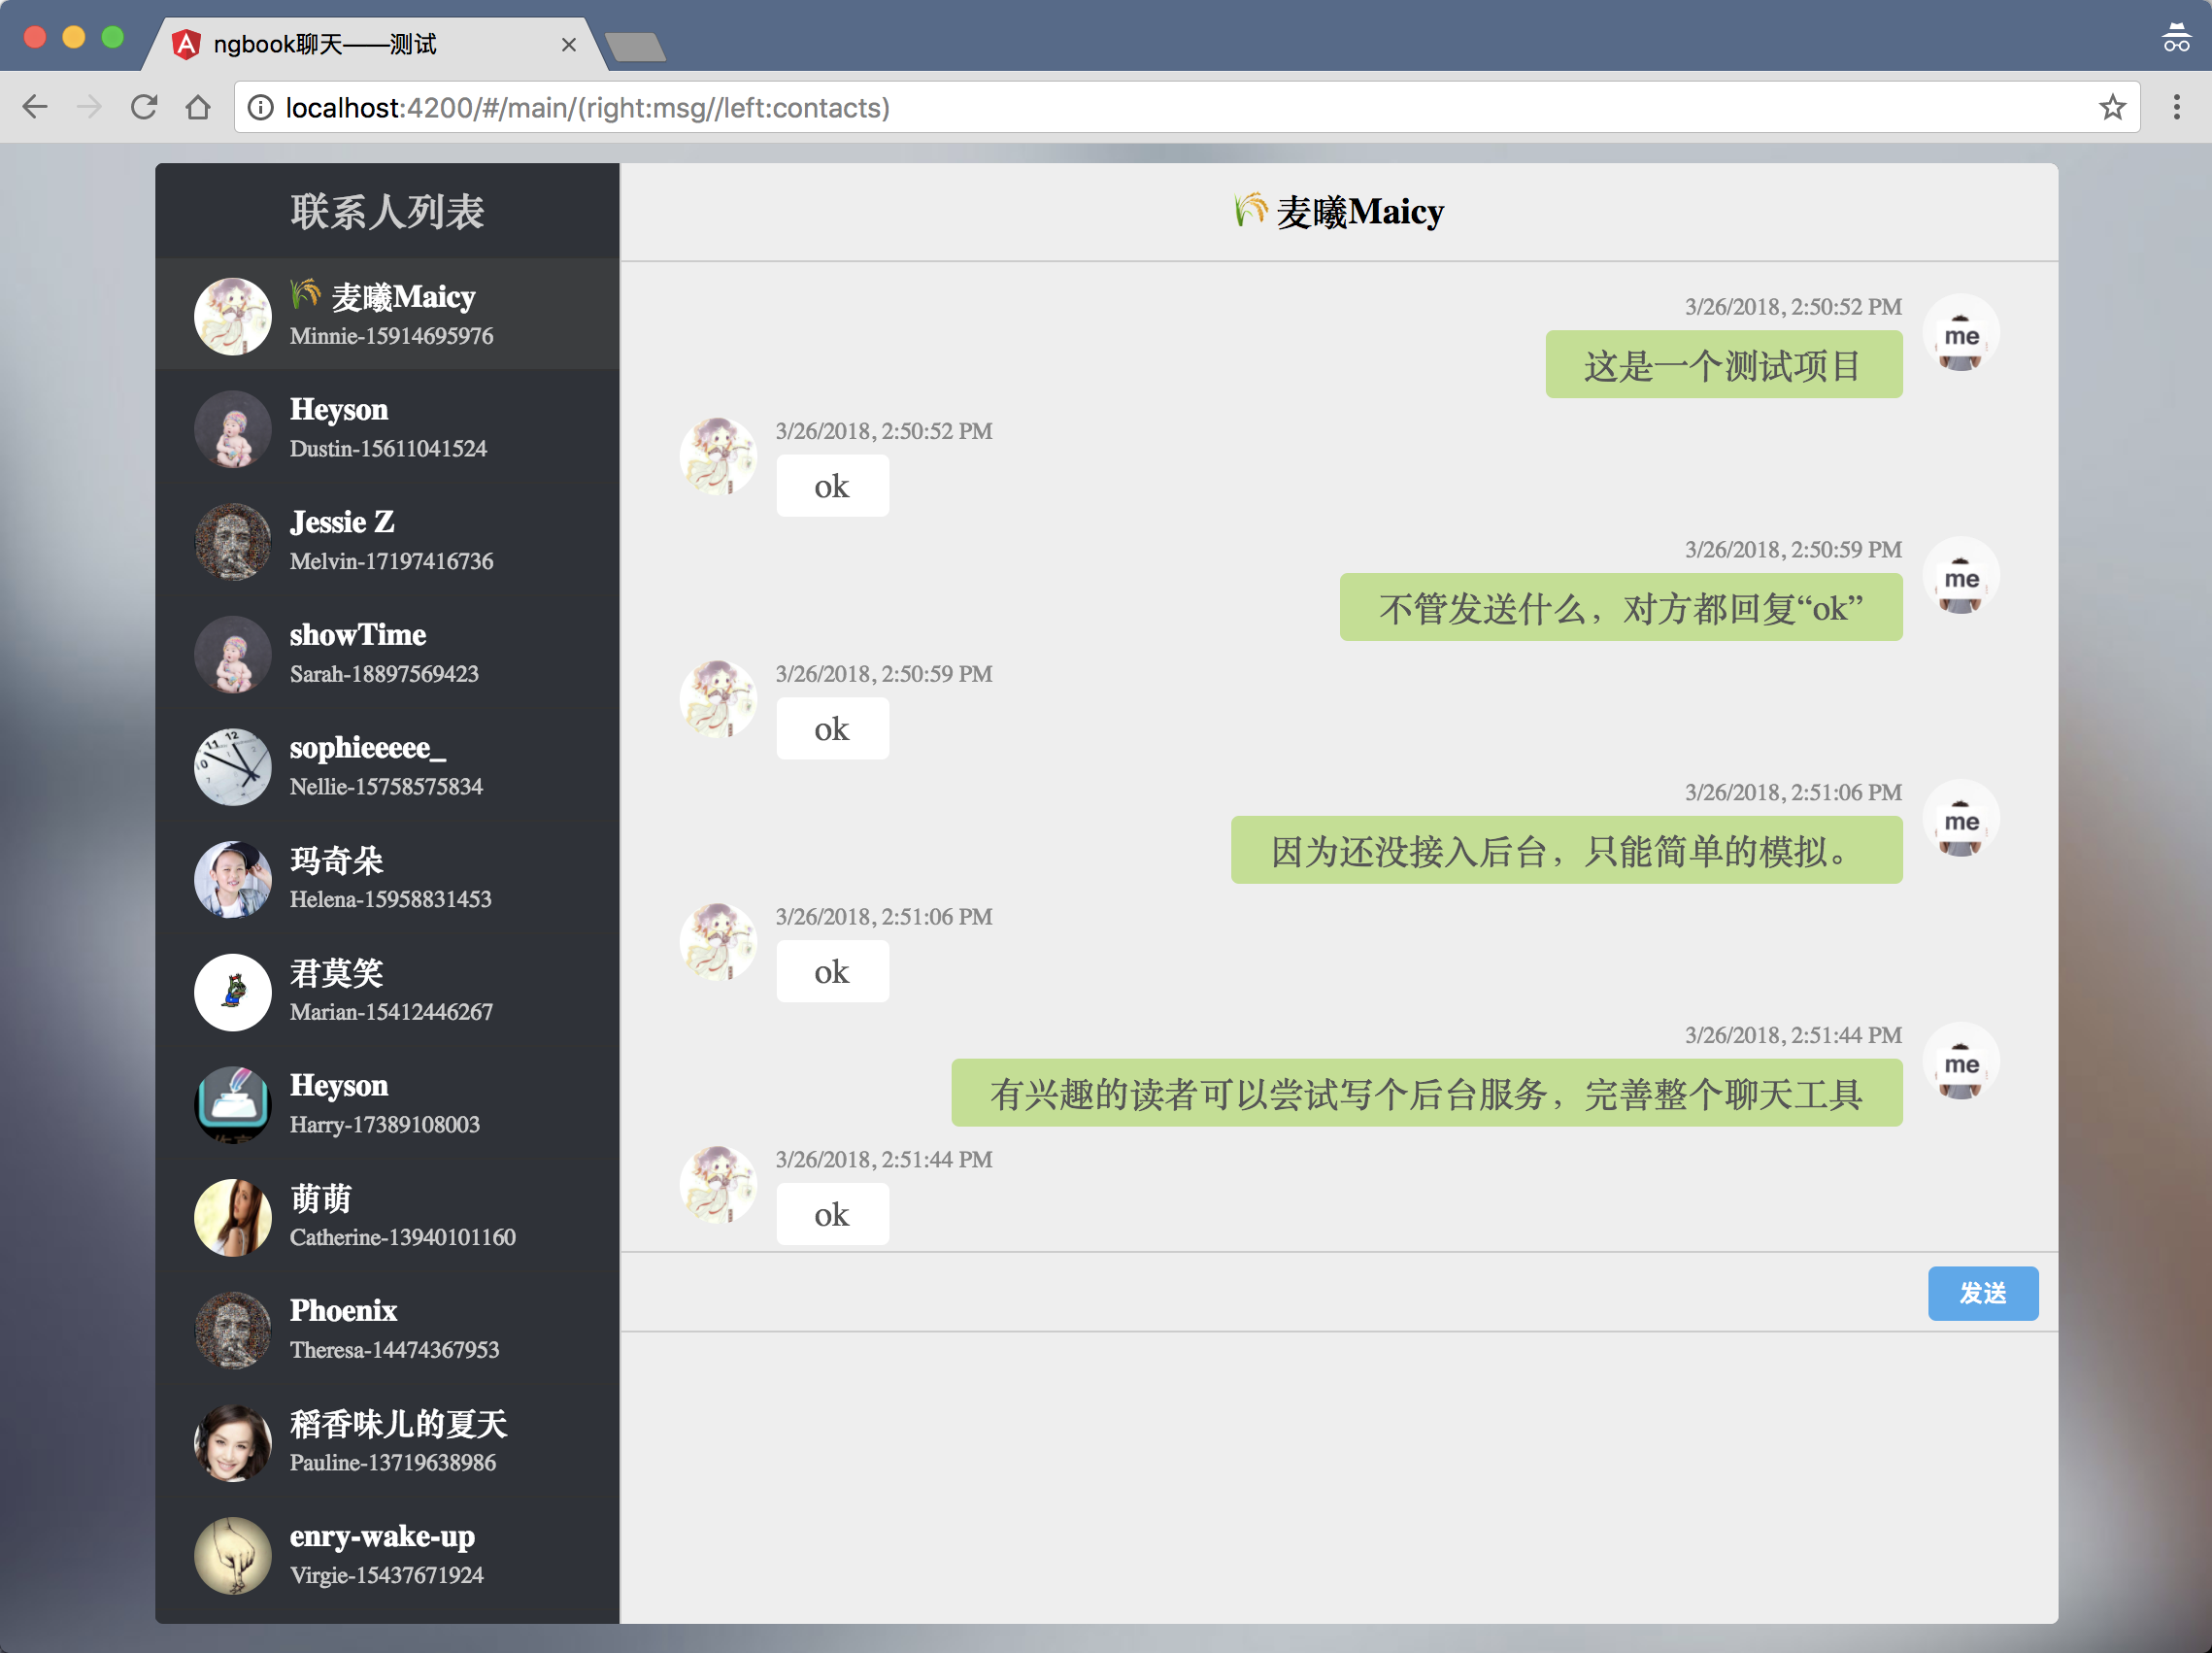 ngbook聊天——测试
localhost:4200/#/main/(right:msg//left:contacts)
联系人列表
🌾 麦曦Maicy
Minnie-15914695976
Heyson
Dustin-15611041524
Jessie Z
Melvin-17197416736
showTime
Sarah-18897569423
sophieeeee_
Nellie-15758575834
玛奇朵
Helena-15958831453
君莫笑
Marian-15412446267
Heyson
Harry-17389108003
萌萌
Catherine-13940101160
Phoenix
Theresa-14474367953
稻香味儿的夏天
Pauline-13719638986
enry-wake-up
Virgie-15437671924
🌾 麦曦Maicy
3/26/2018, 2:50:52 PM
me
这是一个测试项目
3/26/2018, 2:50:52 PM
ok
3/26/2018, 2:50:59 PM
me
不管发送什么，对方都回复“ok”
3/26/2018, 2:50:59 PM
ok
3/26/2018, 2:51:06 PM
me
因为还没接入后台，只能简单的模拟。
3/26/2018, 2:51:06 PM
ok
3/26/2018, 2:51:44 PM
me
有兴趣的读者可以尝试写个后台服务，完善整个聊天工具
3/26/2018, 2:51:44 PM
ok
发送